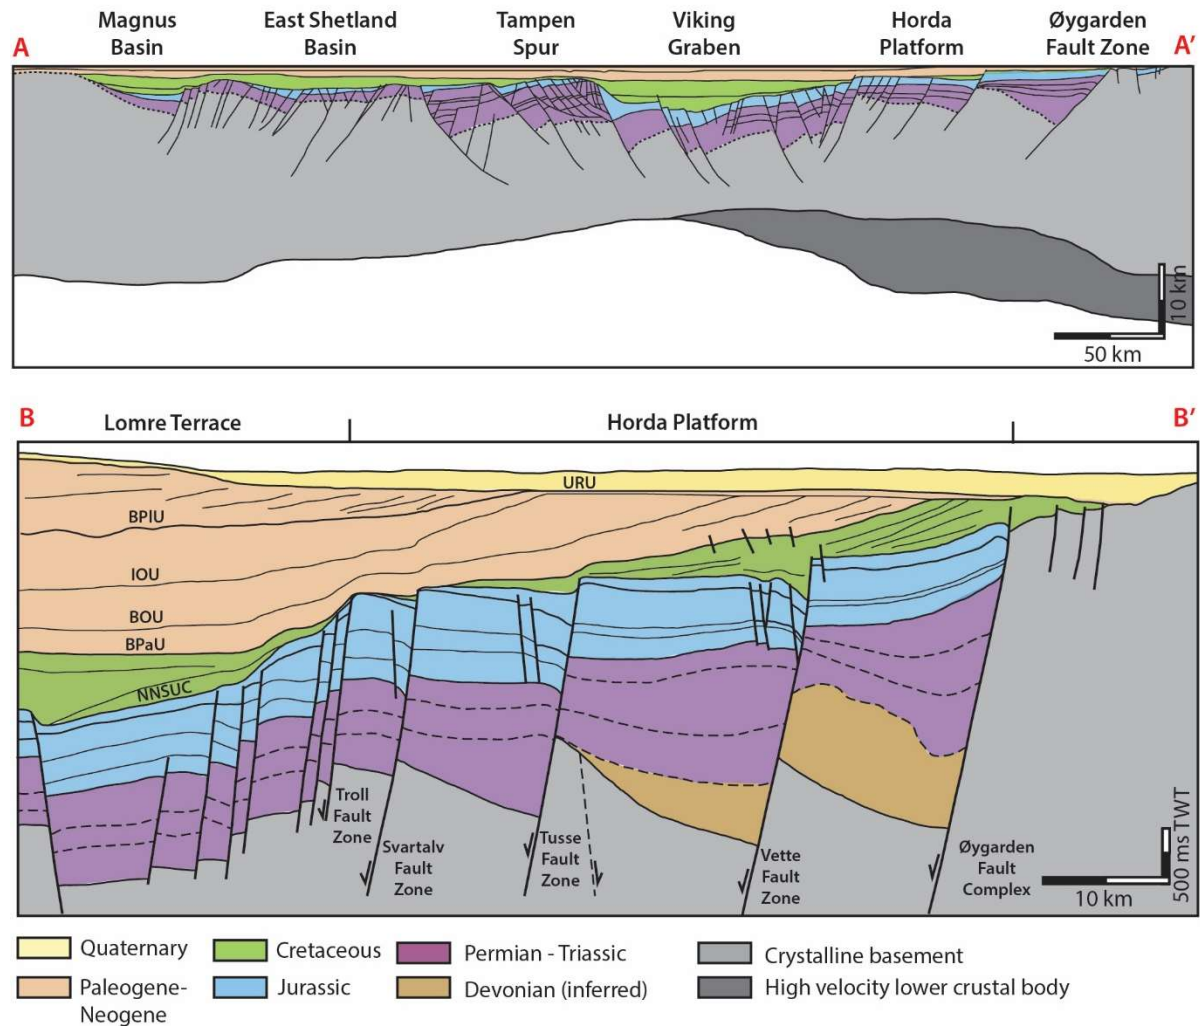 Magnus Basin
East Shetland Basin
Tampen Spur
Viking Graben
Horda Platform
Øygarden Fault Zone
A
A'
10 km
50 km
B
B'
Lomre Terrace
Horda Platform
URU
BPlU
IOU
BOU
BPaU
NNSUC
Troll Fault Zone
Svartalv Fault Zone
Tusse Fault Zone
Vette Fault Zone
Øygarden Fault Complex
500 ms TWT
10 km
Quaternary
Cretaceous
Permian - Triassic
Crystalline basement
Paleogene-
Neogene
Jurassic
Devonian (inferred)
High velocity lower crustal body